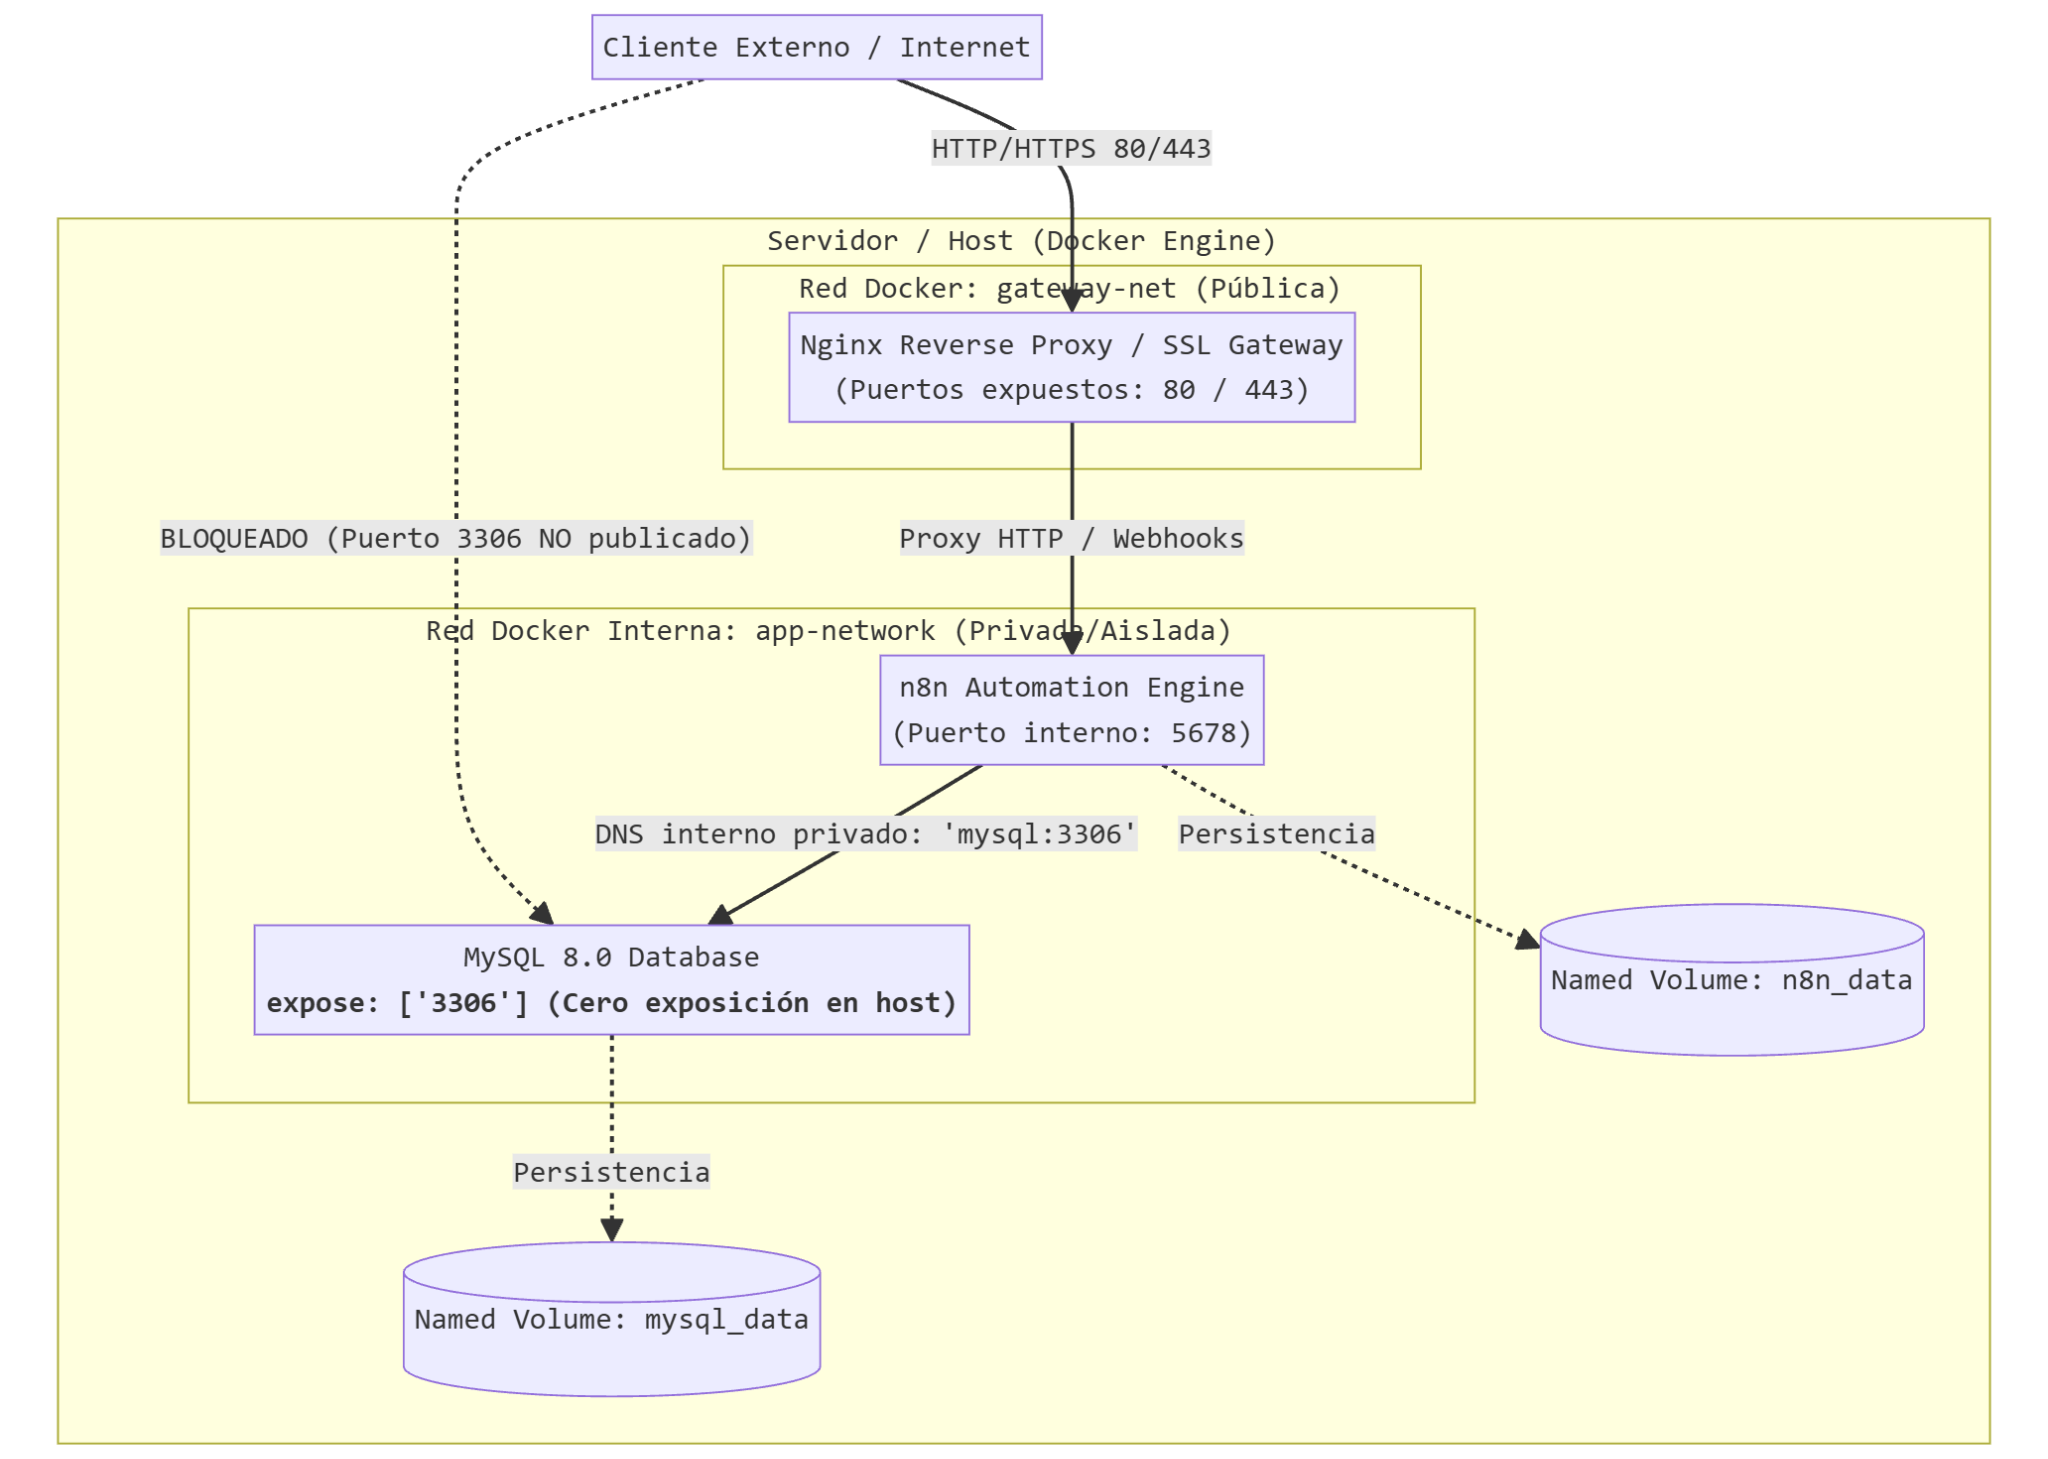 Cliente Externo / Internet
HTTP/HTTPS 80/443
Servidor / Host (Docker Engine)
Red Docker: gateway-net (Pública)
Nginx Reverse Proxy / SSL Gateway
(Puertos expuestos: 80 / 443)
BLOQUEADO (Puerto 3306 NO publicado)
Proxy HTTP / Webhooks
Red Docker Interna: app-network (Privada/Aislada)
n8n Automation Engine
(Puerto interno: 5678)
DNS interno privado: 'mysql:3306'
Persistencia
MySQL 8.0 Database
expose: ['3306'] (Cero exposición en host)
Named Volume: n8n_data
Persistencia
Named Volume: mysql_data